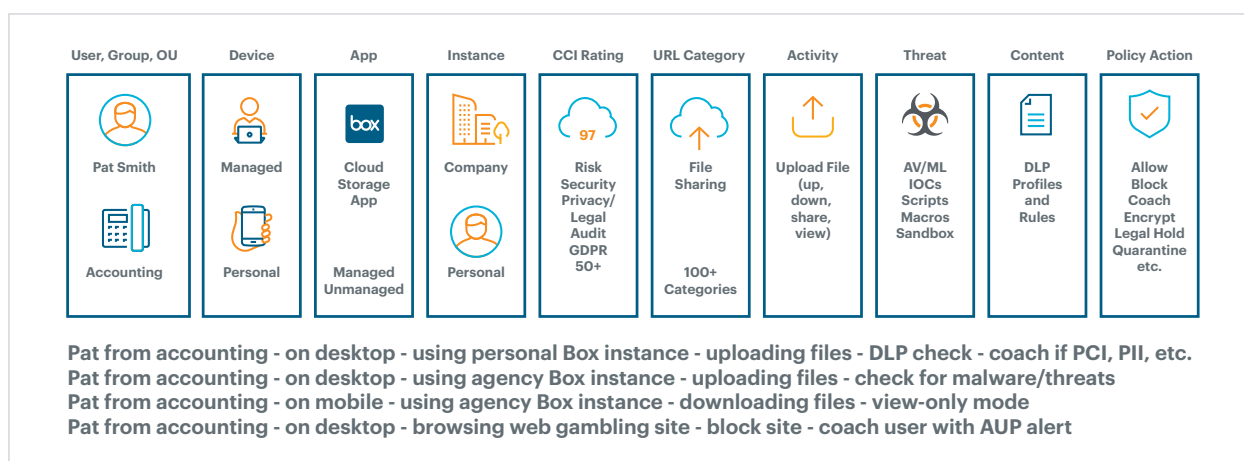 User, Group, OU
Device
App
Instance
CCI Rating
URL Category
Activity
Threat
Content
Policy Action
Pat Smith
Accounting
Managed
Personal
box
Cloud
Storage
App
Managed
Unmanaged
Company
Personal
97
Risk
Security
Privacy/
Legal
Audit
GDPR
50+
File
Sharing
100+
Categories
Upload File
(up,
down,
share,
view)
AV/ML
IOCs
Scripts
Macros
Sandbox
DLP
Profiles
and
Rules
Allow
Block
Coach
Encrypt
Legal Hold
Quarantine
etc.
Pat from accounting - on desktop - using personal Box instance - uploading files - DLP check - coach if PCI, PII, etc.
Pat from accounting - on desktop - using agency Box instance - uploading files - check for malware/threats
Pat from accounting - on mobile - using agency Box instance - downloading files - view-only mode
Pat from accounting - on desktop - browsing web gambling site - block site - coach user with AUP alert